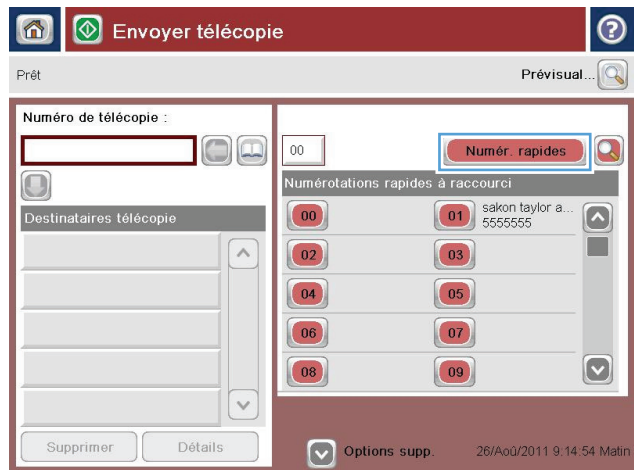 Envoyer télécopie
?
Prêt
Prévisual...
Numéro de télécopie :
00
Numér. rapides
Numérotations rapides à raccourci
Destinataires télécopie
00
01 sakon taylor a...
5555555
02 03
04 05
06 07
08 09
Supprimer
Détails
Options supp.
26/Aoû/2011 9:14:54 Matin